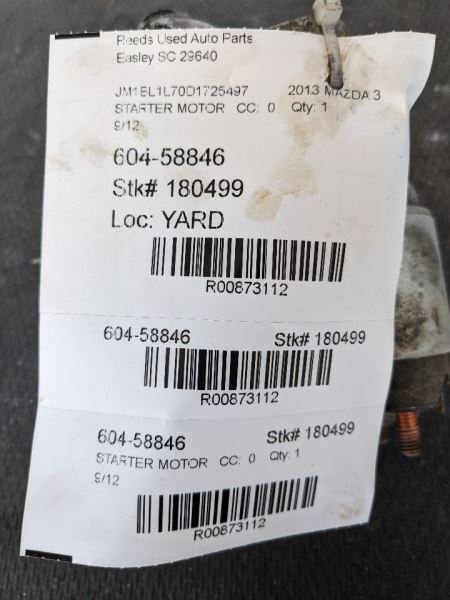 Reeds Used Auto Parts
Easley SC 29640
JM1BL1L70D1725497 2013 MAZDA 3
STARTER MOTOR CC: 0 Qty: 1
9/12
604-58846
Stk# 180499
Loc: YARD
R00873112
604-58846 Stk# 180499
R00873112
604-58846 Stk# 180499
STARTER MOTOR CC: 0 Qty: 1
9/12
R00873112